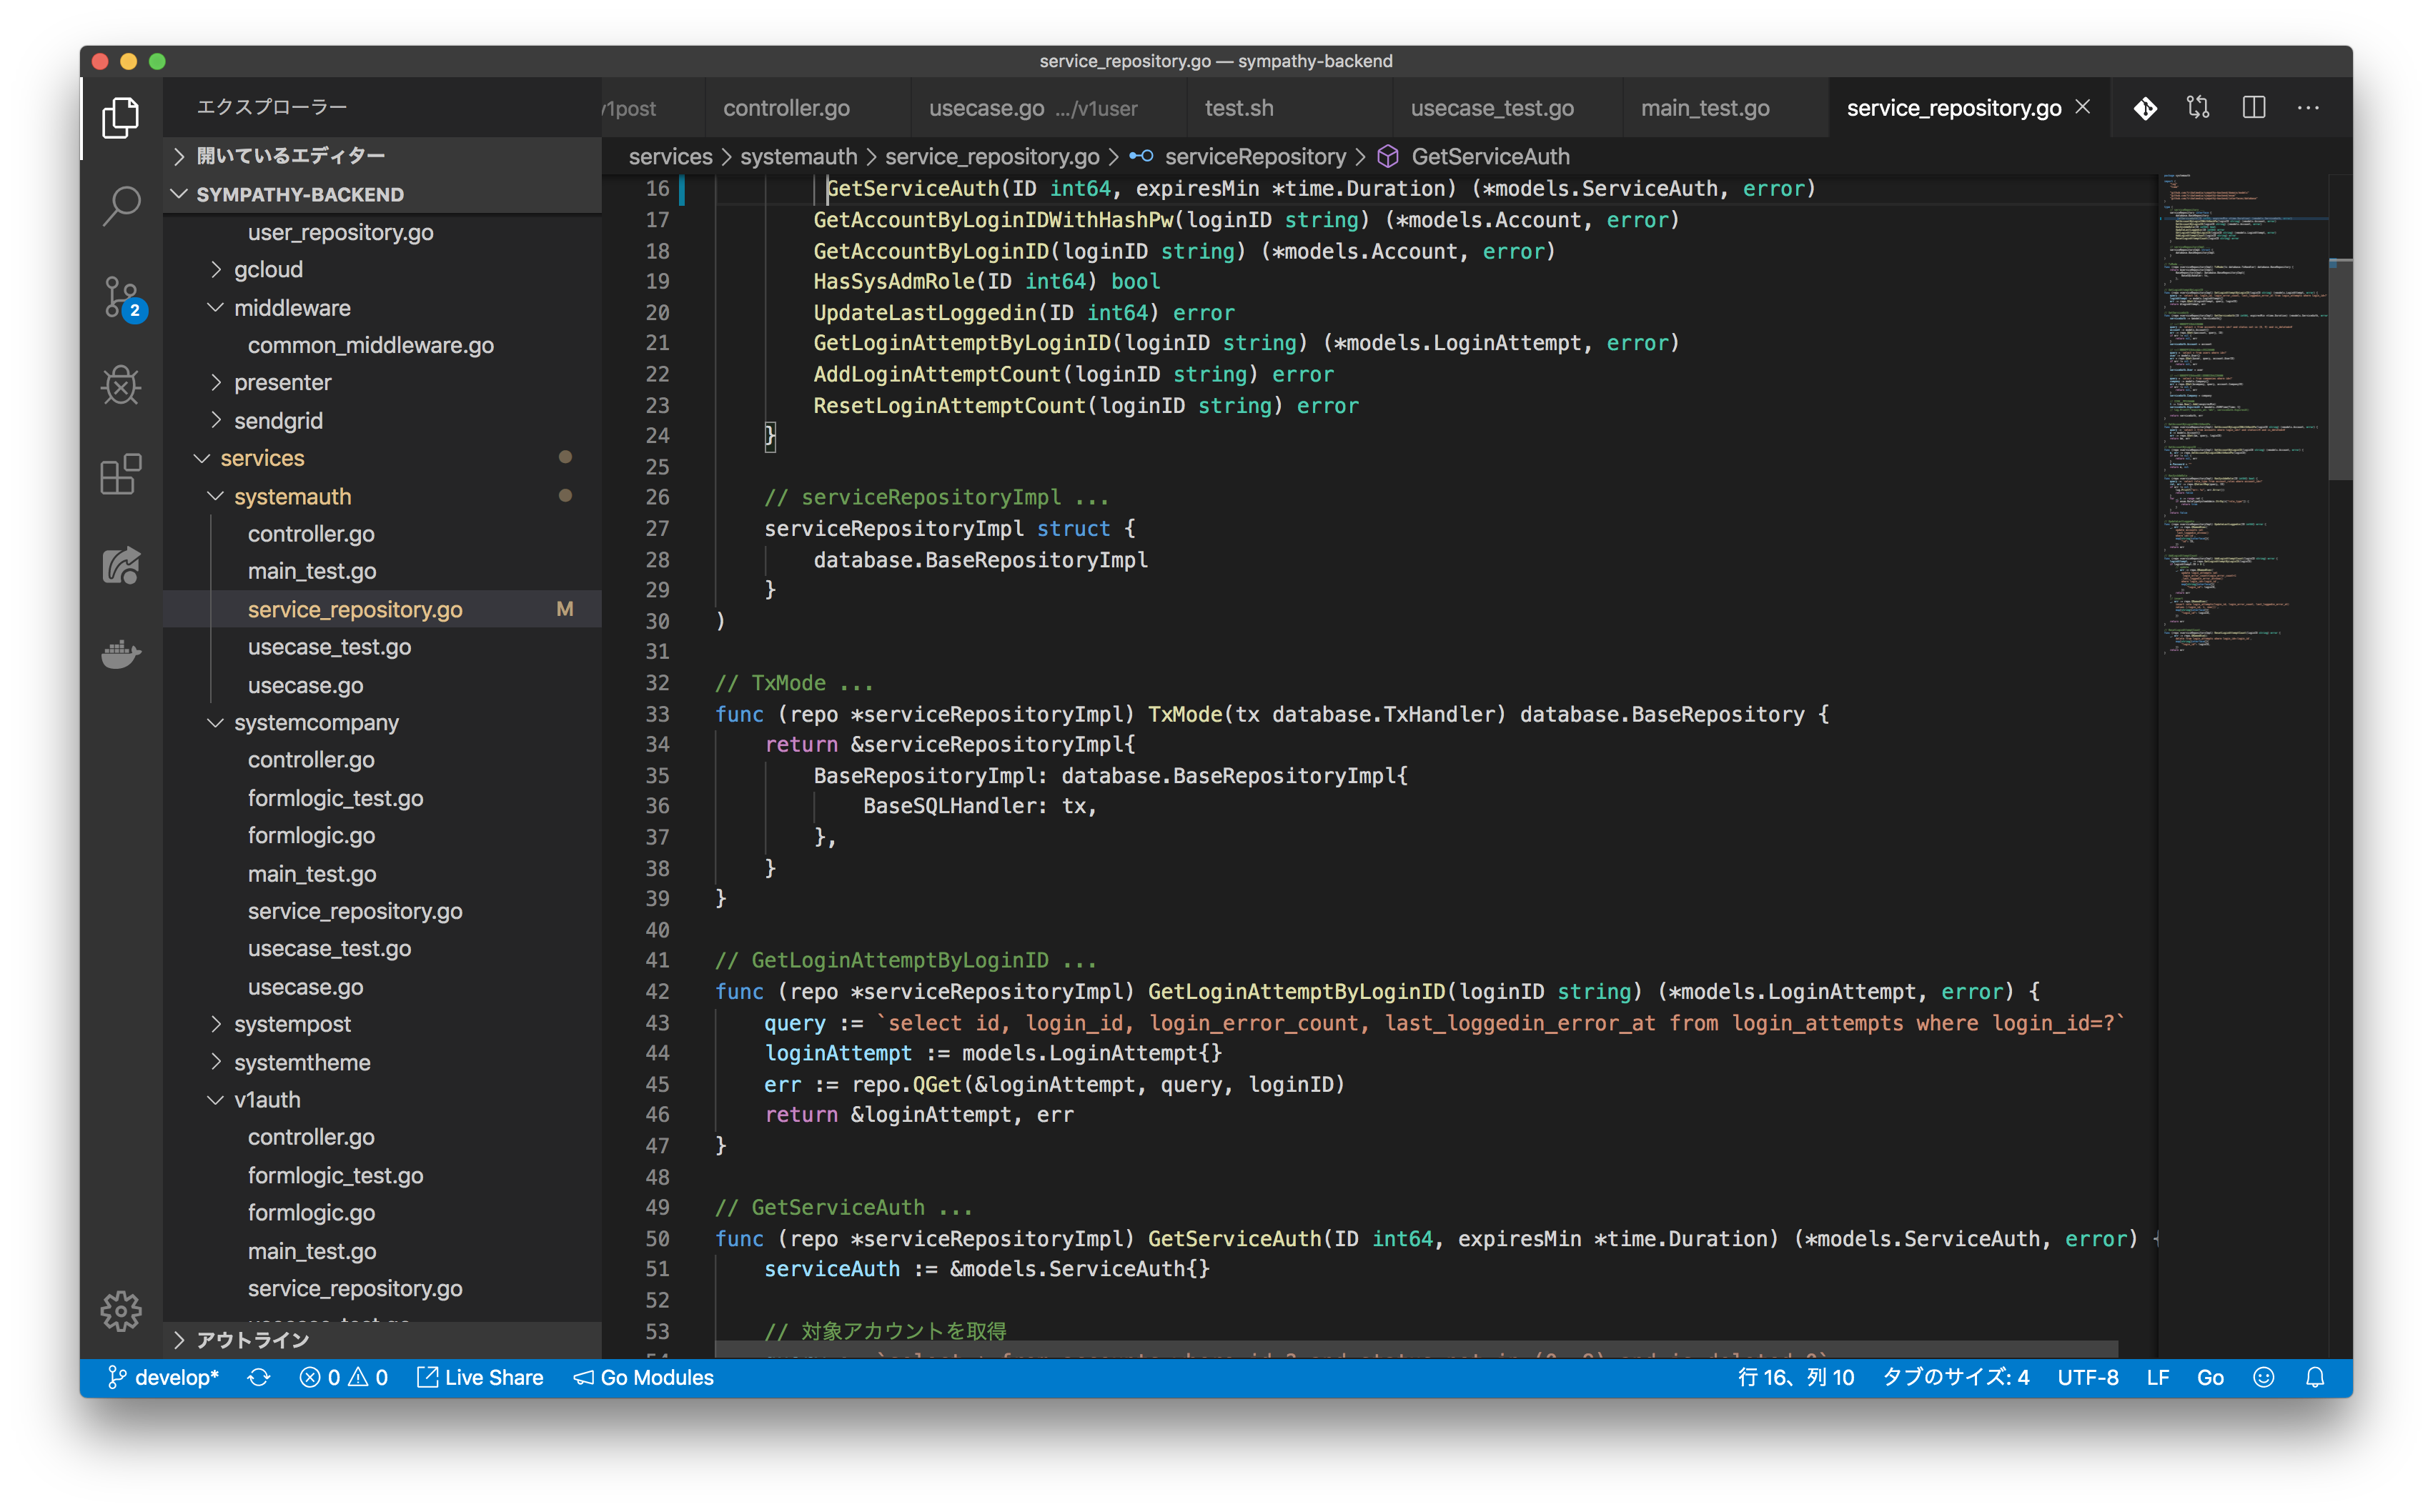 service_repository.go — sympathy-backend
エクスプローラー
/1post
controller.go
usecase.go …/v1user
test.sh
usecase_test.go
main_test.go
service_repository.go
開いているエディター
SYMPATHY-BACKEND
services > systemauth > service_repository.go > serviceRepository > GetServiceAuth
user_repository.go
gcloud
middleware
common_middleware.go
presenter
sendgrid
services
systemauth
controller.go
main_test.go
service_repository.go M
usecase_test.go
usecase.go
systemcompany
controller.go
formlogic_test.go
formlogic.go
main_test.go
service_repository.go
usecase_test.go
usecase.go
systempost
systemtheme
v1auth
controller.go
formlogic_test.go
formlogic.go
main_test.go
service_repository.go
アウトライン
2
16 GetServiceAuth(ID int64, expiresMin *time.Duration) (*models.ServiceAuth, error)
17 GetAccountByLoginIDWithHashPw(loginID string) (*models.Account, error)
18 GetAccountByLoginID(loginID string) (*models.Account, error)
19 HasSysAdmRole(ID int64) bool
20 UpdateLastLoggedin(ID int64) error
21 GetLoginAttemptByLoginID(loginID string) (*models.LoginAttempt, error)
22 AddLoginAttemptCount(loginID string) error
23 ResetLoginAttemptCount(loginID string) error
24 }
25
26 // serviceRepositoryImpl ...
27 serviceRepositoryImpl struct {
28 database.BaseRepositoryImpl
29 }
30 )
31
32 // TxMode ...
33 func (repo *serviceRepositoryImpl) TxMode(tx database.TxHandler) database.BaseRepository {
34 return &serviceRepositoryImpl{
35 BaseRepositoryImpl: database.BaseRepositoryImpl{
36 BaseSQLHandler: tx,
37 },
38 }
39 }
40
41 // GetLoginAttemptByLoginID ...
42 func (repo *serviceRepositoryImpl) GetLoginAttemptByLoginID(loginID string) (*models.LoginAttempt, error) {
43 query := `select id, login_id, login_error_count, last_loggedin_error_at from login_attempts where login_id=?`
44 loginAttempt := models.LoginAttempt{}
45 err := repo.QGet(&loginAttempt, query, loginID)
46 return &loginAttempt, err
47 }
48
49 // GetServiceAuth ...
50 func (repo *serviceRepositoryImpl) GetServiceAuth(ID int64, expiresMin *time.Duration) (*models.ServiceAuth, error) {
51 serviceAuth := &models.ServiceAuth{}
52
53 // 対象アカウントを取得
develop* 0 0 Live Share Go Modules 行 16、列 10 タブのサイズ: 4 UTF-8 LF Go